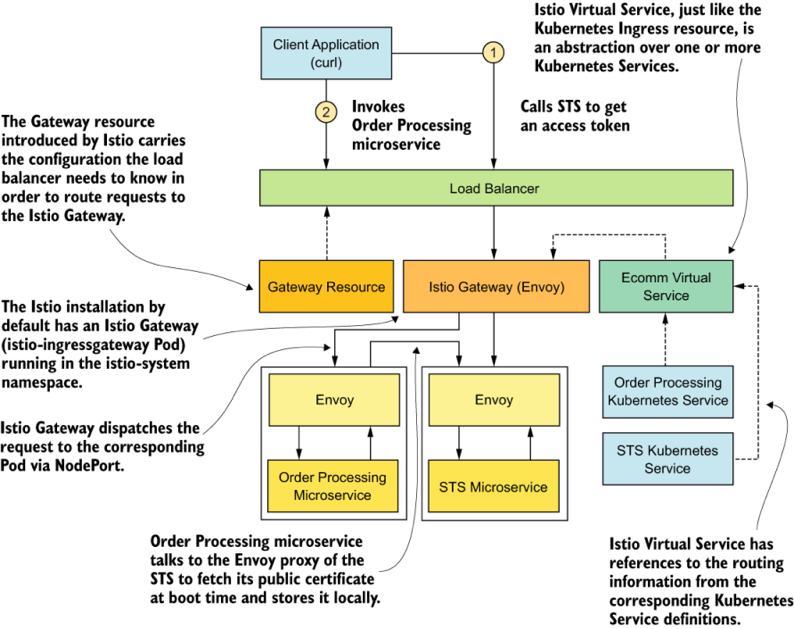 Istio Virtual Service, just like the
Kubernetes Ingress resource, is
an abstraction over one or more
Kubernetes Services.
Client Application
(curl)
1
2
Invokes
Order Processing
microservice
Calls STS to get
an access token
The Gateway resource
introduced by Istio carries
the configuration the load
balancer needs to know in
order to route requests to
the Istio Gateway.
Load Balancer
Gateway Resource
Istio Gateway (Envoy)
Ecomm Virtual
Service
The Istio installation by
default has an Istio Gateway
(istio-ingressgateway Pod)
running in the istio-system
namespace.
Envoy
Envoy
Order Processing
Kubernetes Service
Istio Gateway dispatches the
request to the corresponding
Pod via NodePort.
Order Processing
Microservice
STS Microservice
STS Kubernetes
Service
Order Processing microservice
talks to the Envoy proxy of the
STS to fetch its public certificate
at boot time and stores it locally.
Istio Virtual Service has
references to the routing
information from the
corresponding Kubernetes
Service definitions.